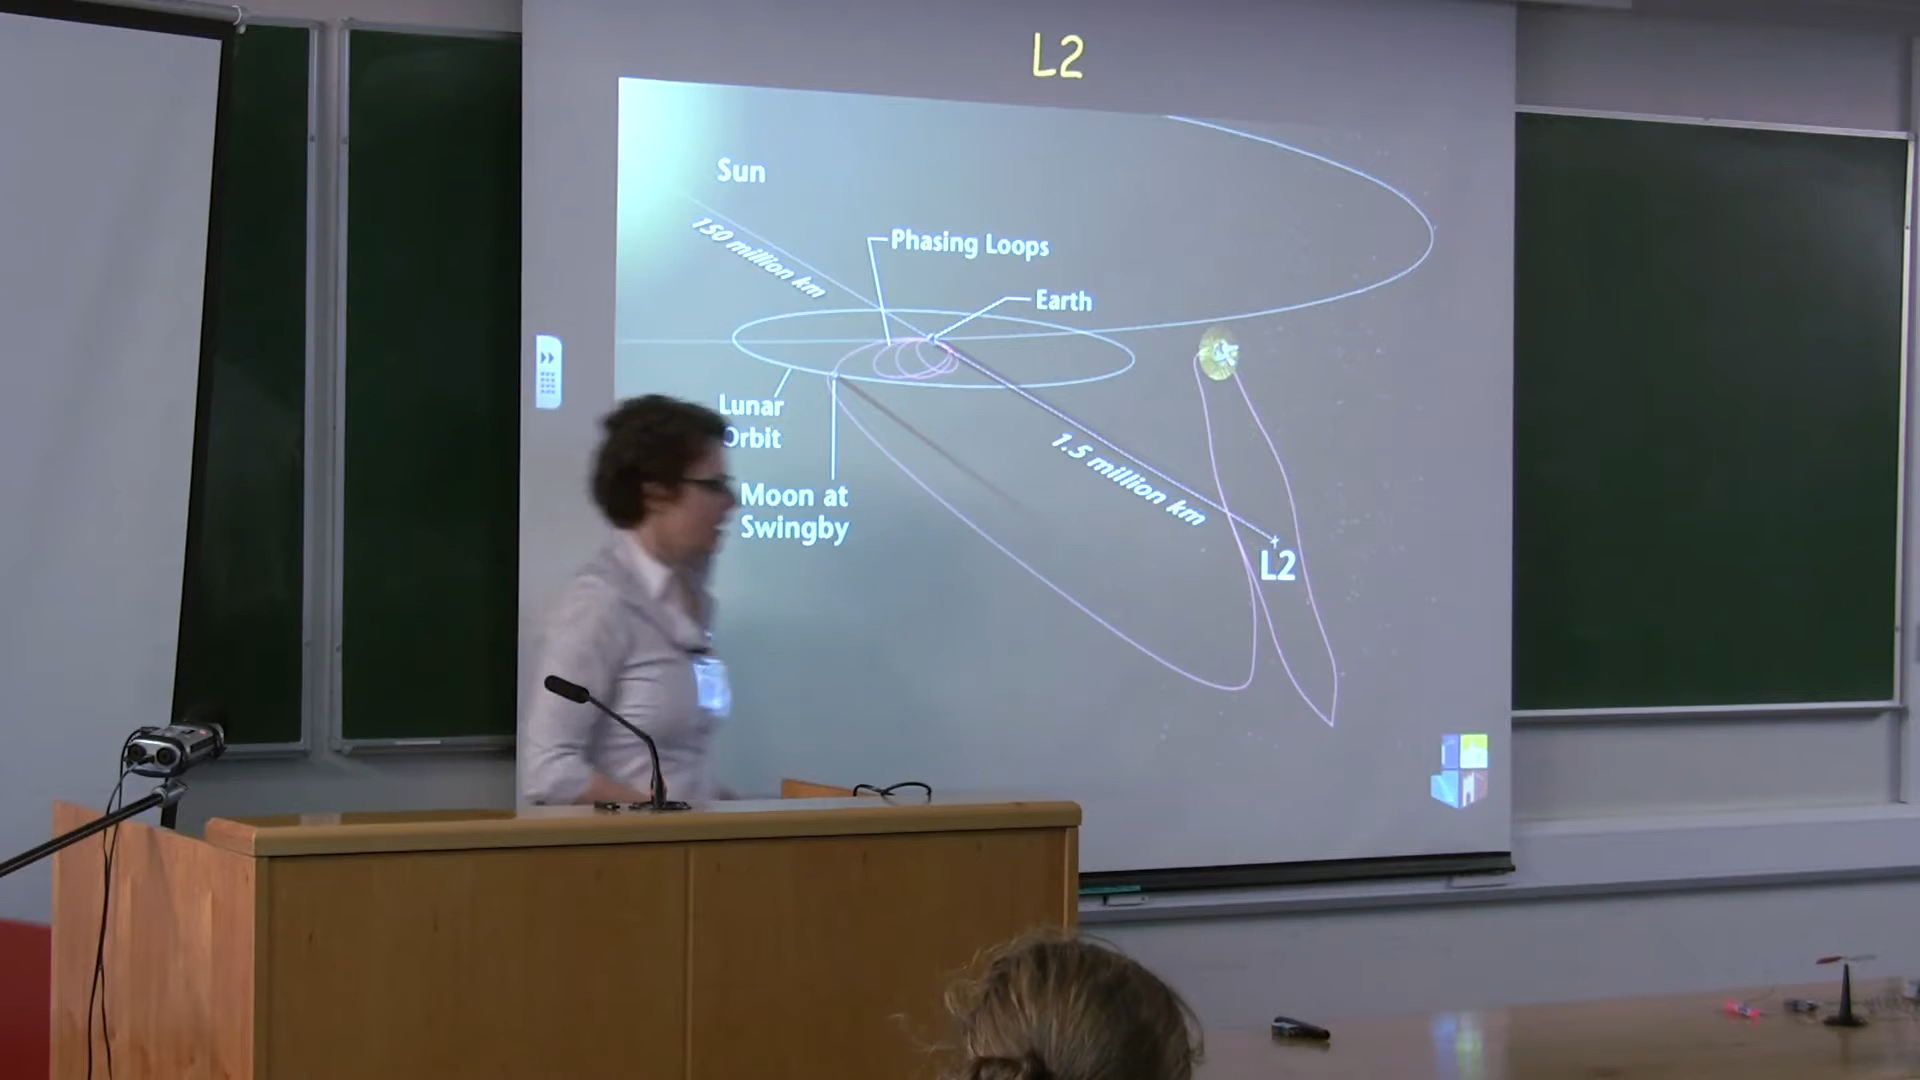 L2
Sun
150 million km
Phasing Loops
Earth
Lunar
Orbit
Moon at
Swingby
1.5 million km
L2